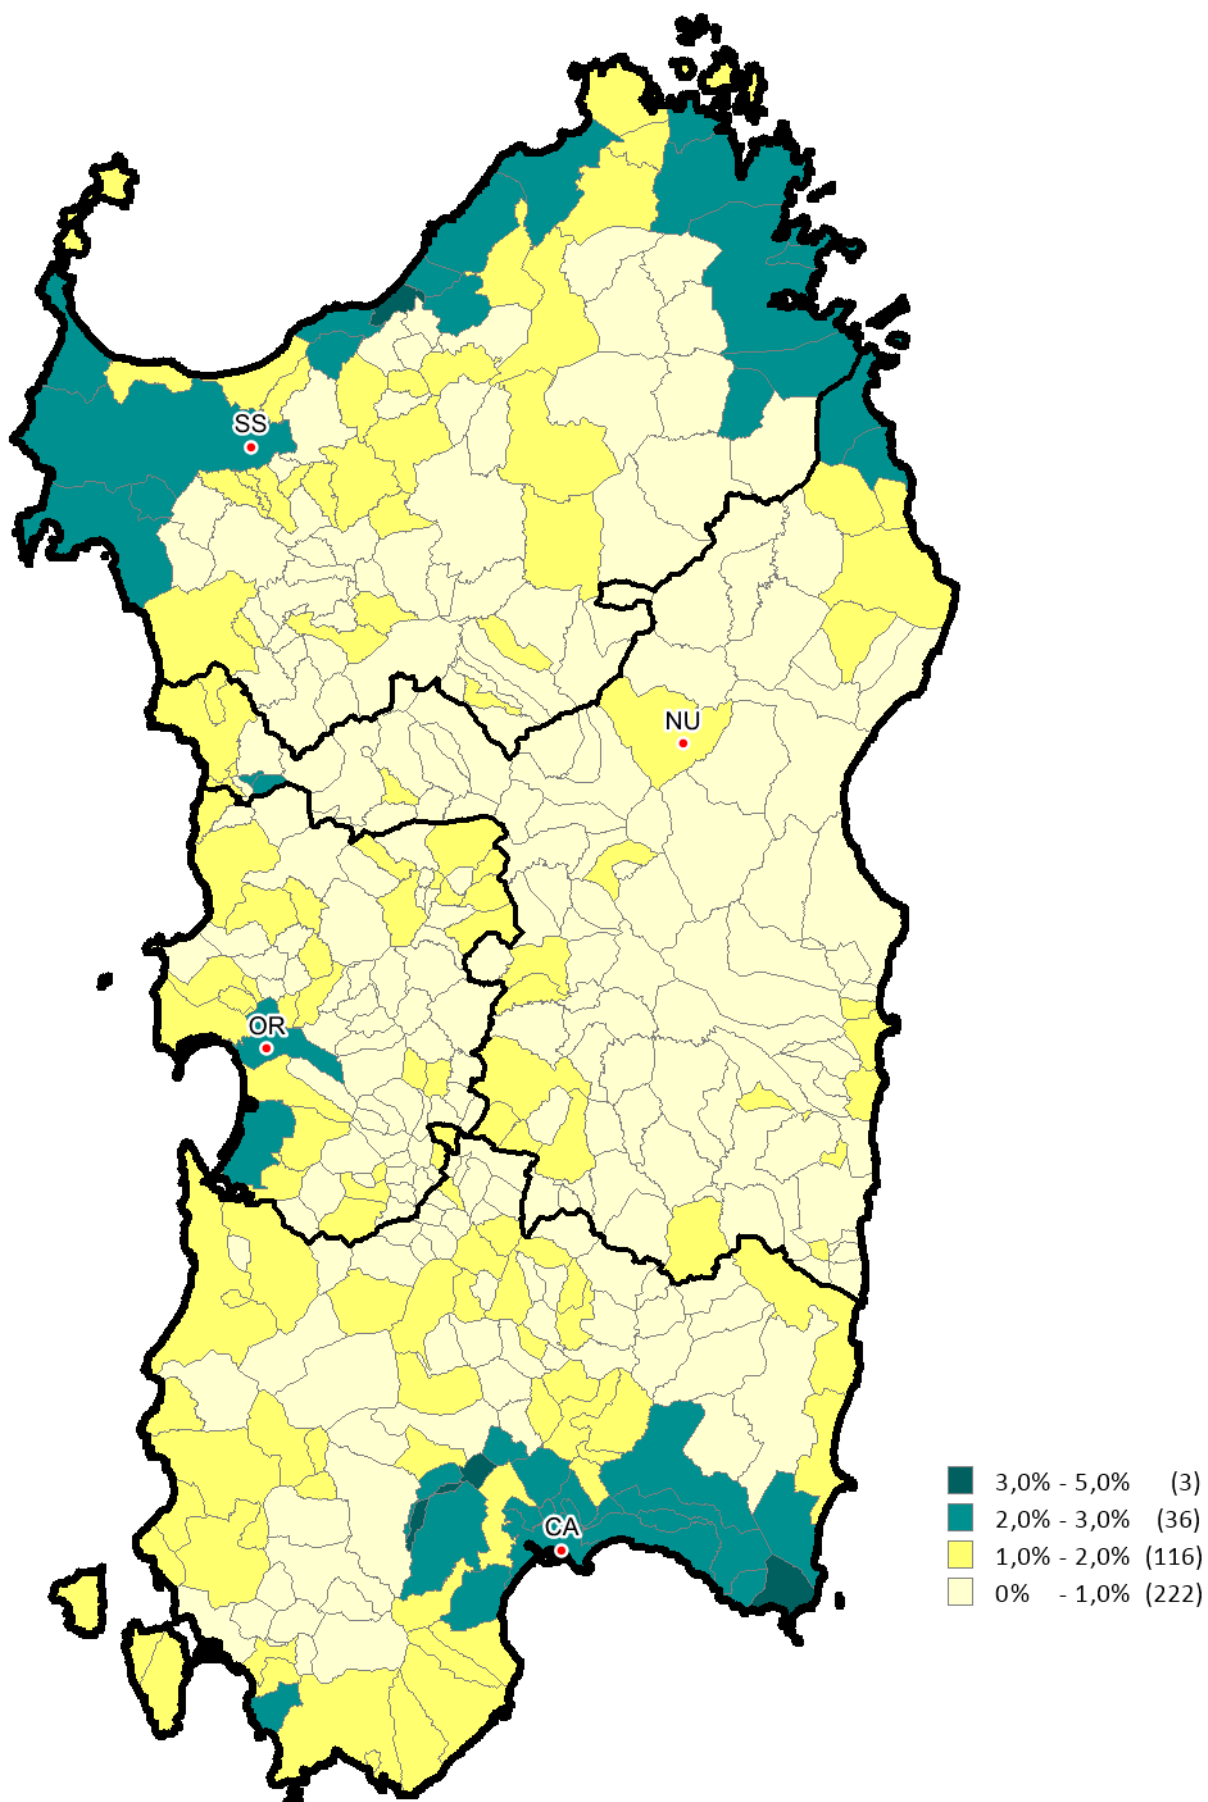 SS
NU
OR
3,0% - 5,0% (3)
2,0% - 3,0% (36)
CA
1,0% - 2,0% (116)
0% - 1,0% (222)